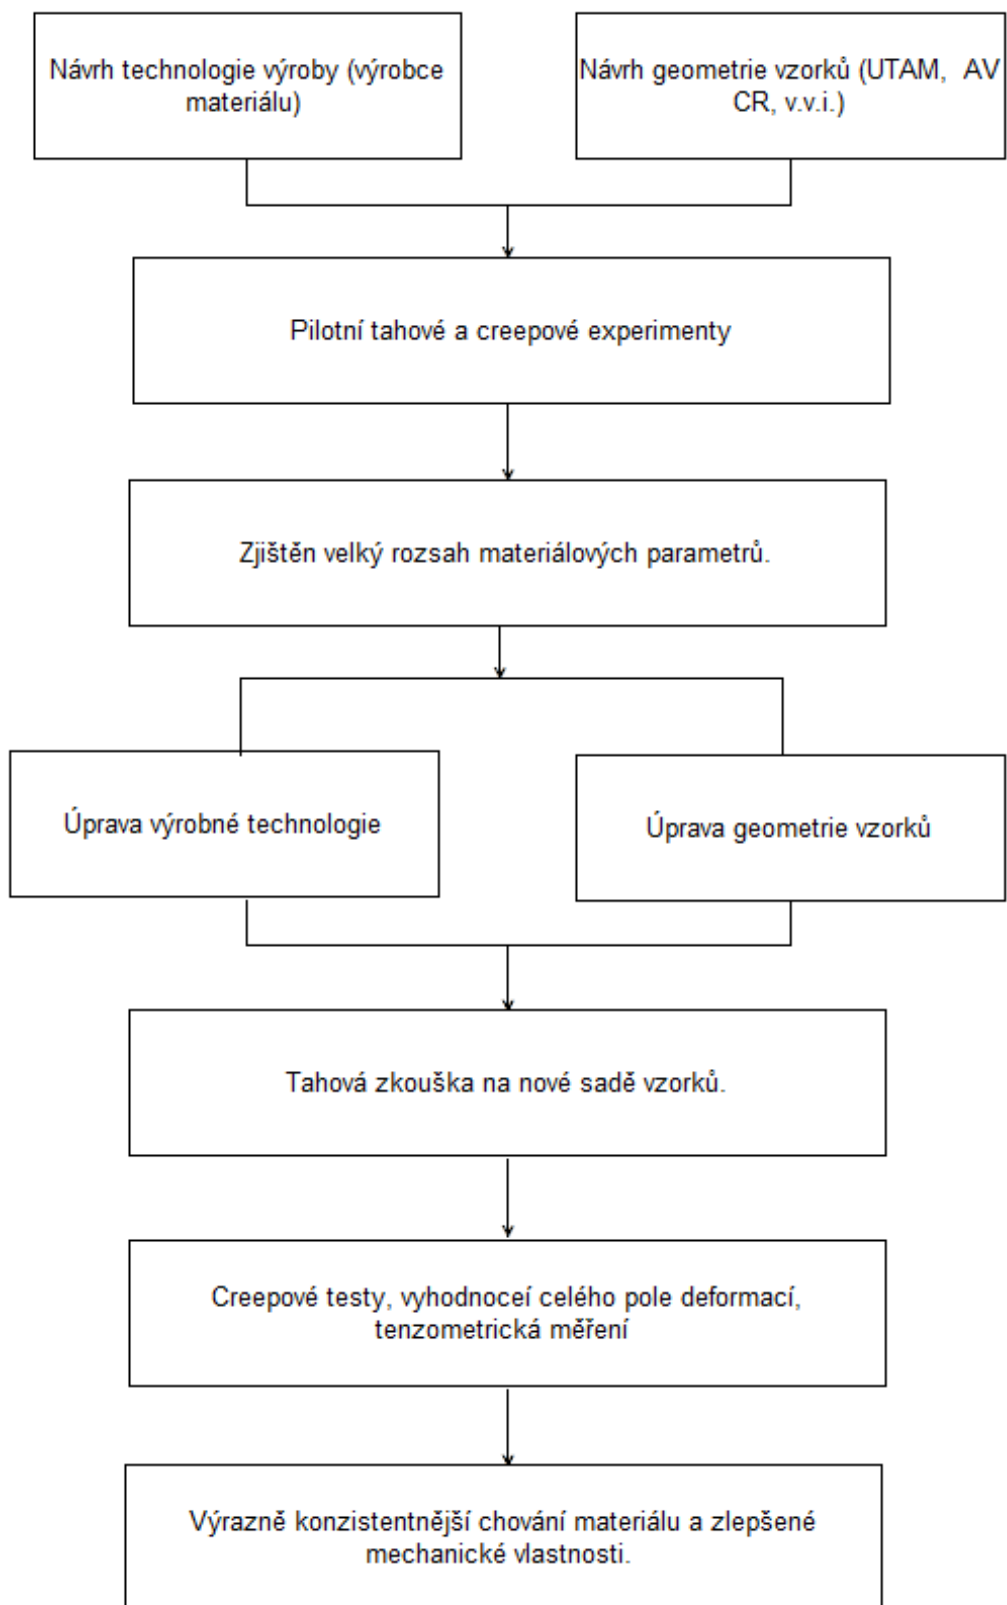 Návrh technologie výroby (výrobce
materiálu)
Návrh geometrie vzorků (UTAM, AV
CR, v.v.i.)
Pilotní tahové a creepové experimenty
Zjištěn velký rozsah materiálových parametrů.
Úprava výrobné technologie
Úprava geometrie vzorků
Tahová zkouška na nové sadě vzorků.
Creepové testy, vyhodnoceí celého pole deformací,
tenzometrická měření
Výrazně konzistentnější chování materiálu a zlepšené
mechanické vlastnosti.